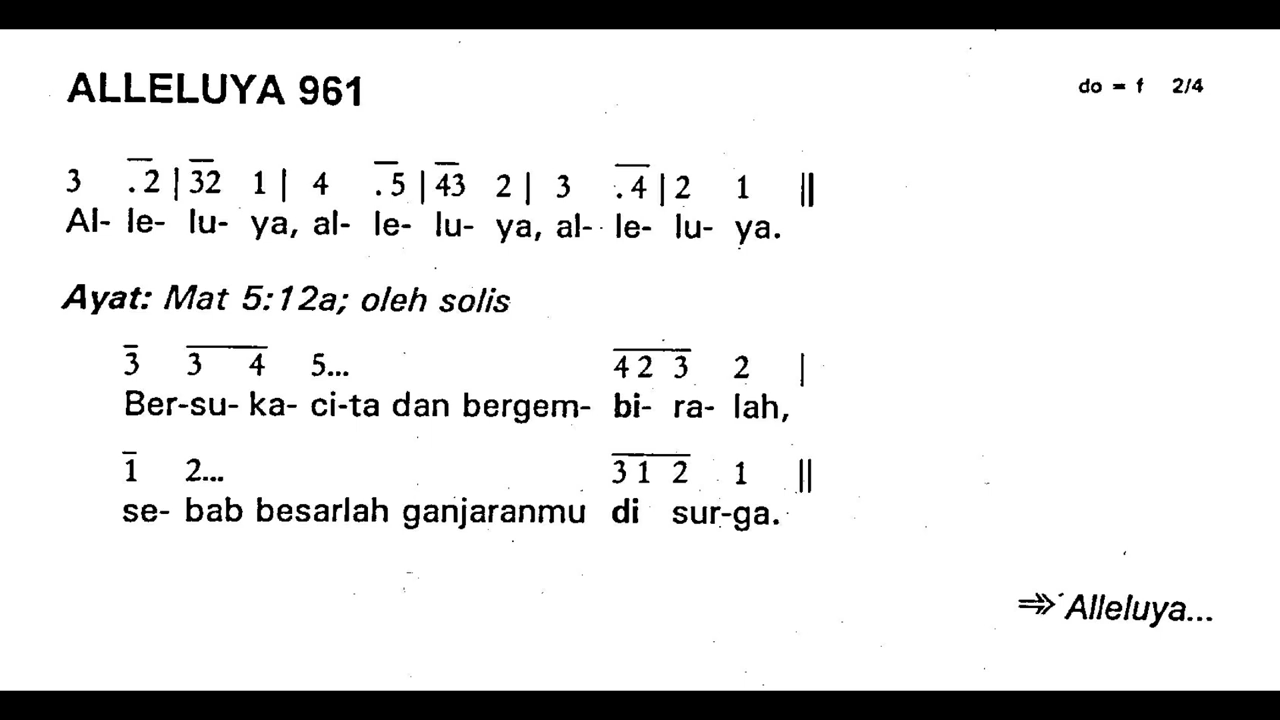 ALLELUYA 961
do = f 2/4
3 .2 | 32 1 | 4 .5 | 43 2 | 3 .4 | 2 1 ||
Al- le- lu- ya, al- le- lu- ya, al- le- lu- ya.
Ayat: Mat 5:12a; oleh solis
3 3 4 5... 4 2 3 2 |
Ber-su- ka- ci-ta dan bergem- bi- ra- lah,
1 2... 3 1 2 1 ||
se- bab besarlah ganjaranmu di sur-ga.
⇒ Alleluya...